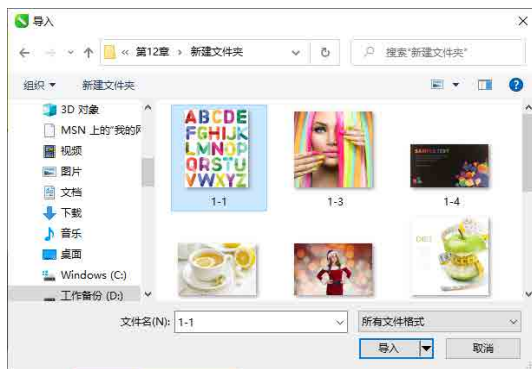 导入
« 第12章 › 新建文件夹
搜索"新建文件夹"
组织
新建文件夹
3D 对象
MSN 上的"我的
视频
图片
文档
下载
音乐
桌面
Windows (C:)
工作备份 (D:)
ABCDE
FGHIJK
LMNOP
QRSTU
VWXYZ
SAMPLE TEXT
1-1
1-3
1-4
文件名(N):
1-1
所有文件格式
导入
取消